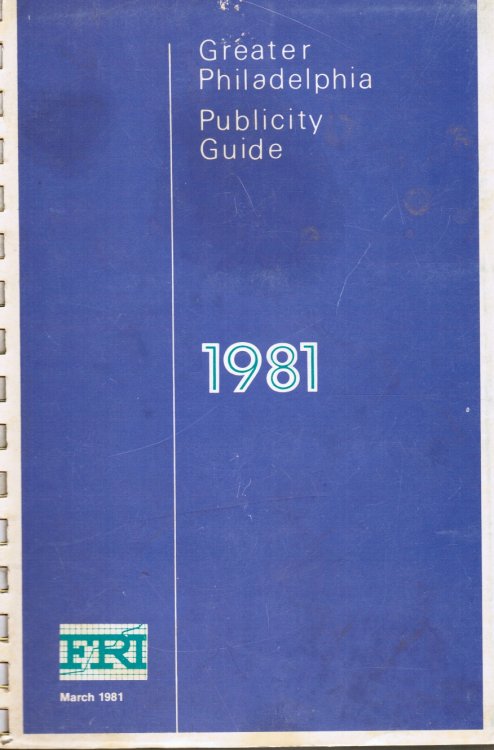 Greater
Philadelphia
Publicity
Guide
1981
FRI
March 1981